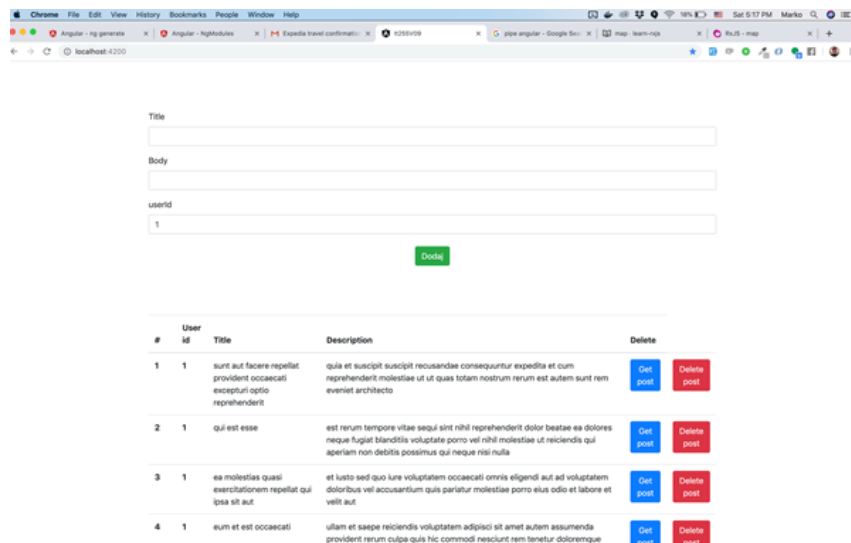 Chrome File Edit View History Bookmarks People Window Help 18% Sat 5:17 PM Marko
Angular - ng generate Angular - NgModules Expedia travel confirmation It255V09 pipe angular - Google Sea map · learn-rxjs RxJS - map
localhost:4200
Title
Body
userId
1
Dodaj
User
# id Title Description Delete
1 1 sunt aut facere repellat quia et suscipit suscipit recusandae consequuntur expedita et cum Get Delete
provident occaecati reprehenderit molestiae ut ut quas totam nostrum rerum est autem sunt rem post post
excepturi optio eveniet architecto
reprehenderit
2 1 qui est esse est rerum tempore vitae sequi sint nihil reprehenderit dolor beatae ea dolores Get Delete
neque fugiat blanditiis voluptate porro vel nihil molestiae ut reiciendis qui post post
aperiam non debitis possimus qui neque nisi nulla
3 1 ea molestias quasi et iusto sed quo iure voluptatem occaecati omnis eligendi aut ad voluptatem Get Delete
exercitationem repellat qui doloribus vel accusantium quis pariatur molestiae porro eius odio et labore et post post
ipsa sit aut velit aut
4 1 eum et est occaecati ullam et saepe reiciendis voluptatem adipisci sit amet autem assumenda Get Delete
provident rerum culpa quis hic commodi nesciunt rem tenetur doloremque post post